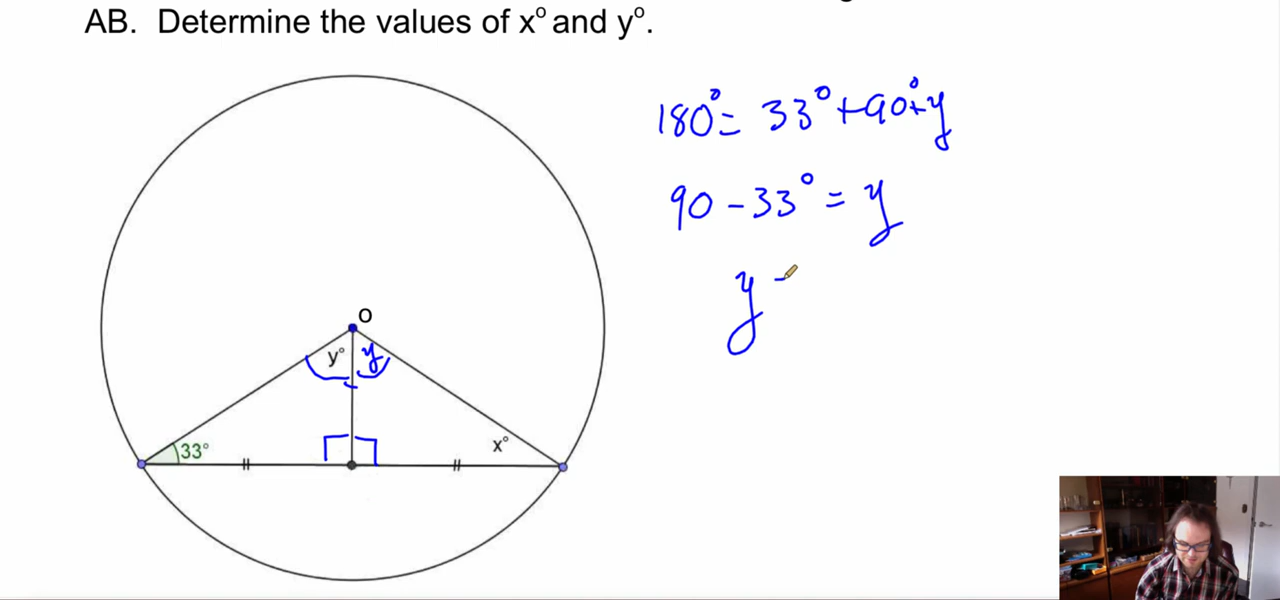 AB. Determine the values of x° and y°.
180° = 33° + 90° + y
90 - 33° = y
y -
O
y° y
33° x°